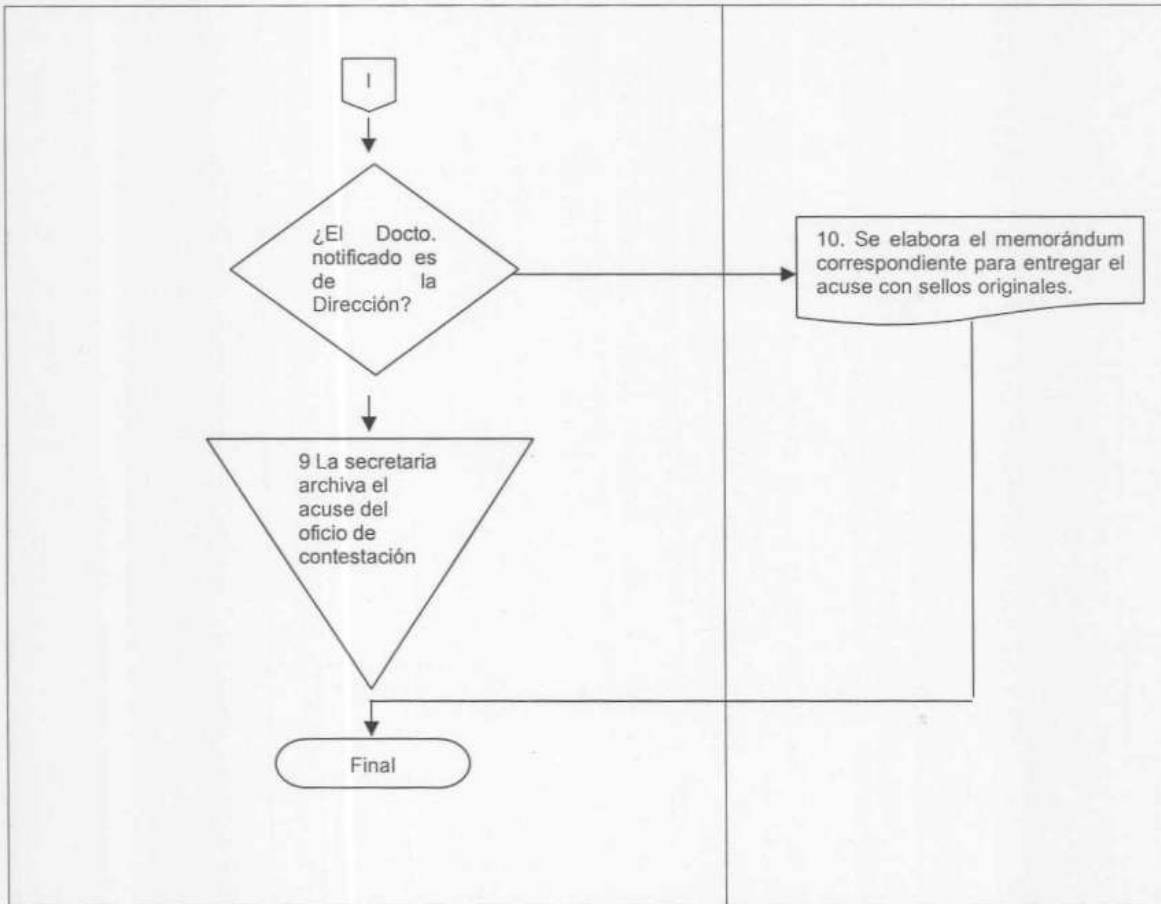 I
¿El Docto.
notificado es
de la
Dirección?
10. Se elabora el memorándum
correspondiente para entregar el
acuse con sellos originales.
9 La secretaria
archiva el
acuse del
oficio de
contestación
Final